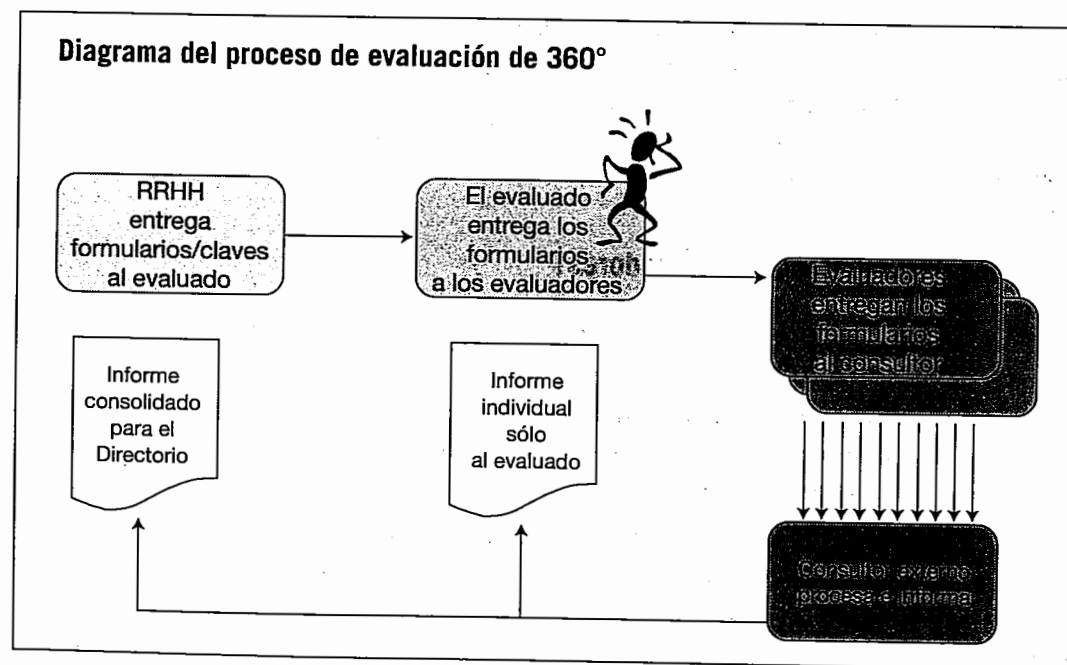 Diagrama del proceso de evaluación de 360°
RRHH
entrega
formularios/claves
al evaluado
El evaluado
entrega los
formularios
a los evaluadores
Evaluadores
entregan los
formularios
al consultor
Informe
consolidado
para el
Directorio
Informe
individual
sólo
al evaluado
Consultor externo
procesa e informa